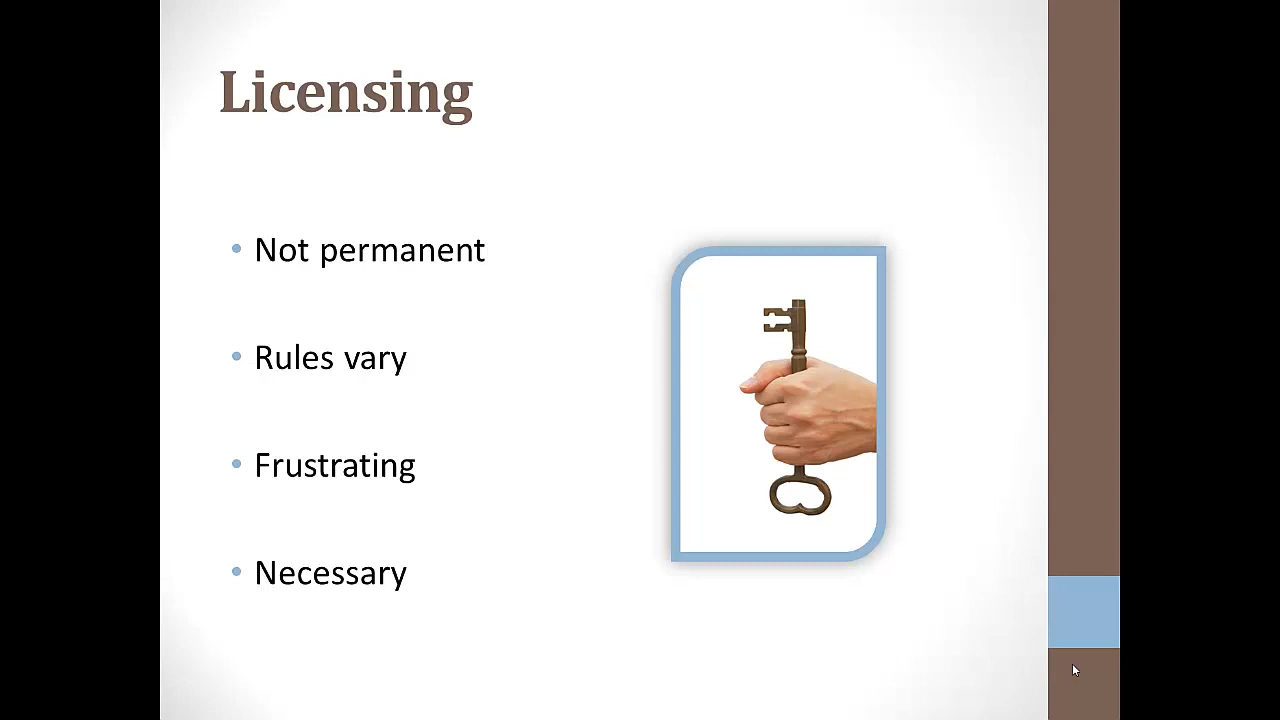 Licensing
• Not permanent
• Rules vary
• Frustrating
• Necessary